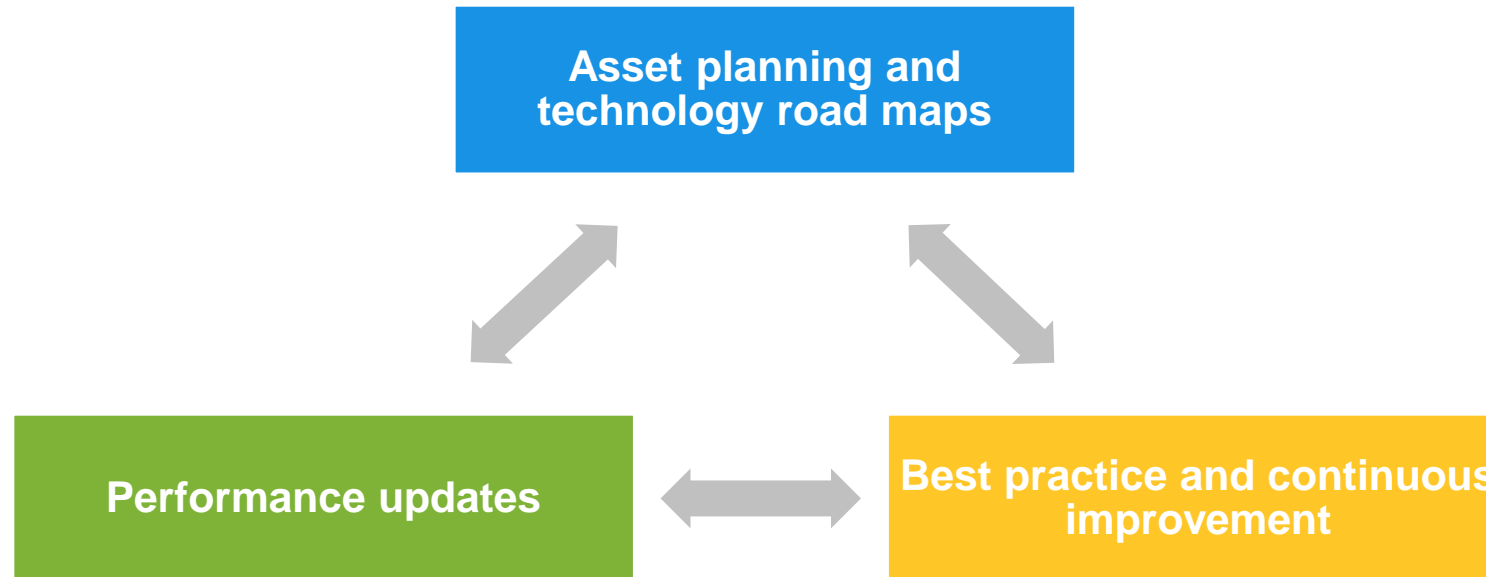 Asset planning and
technology road maps
Performance updates
Best practice and continuous
improvement